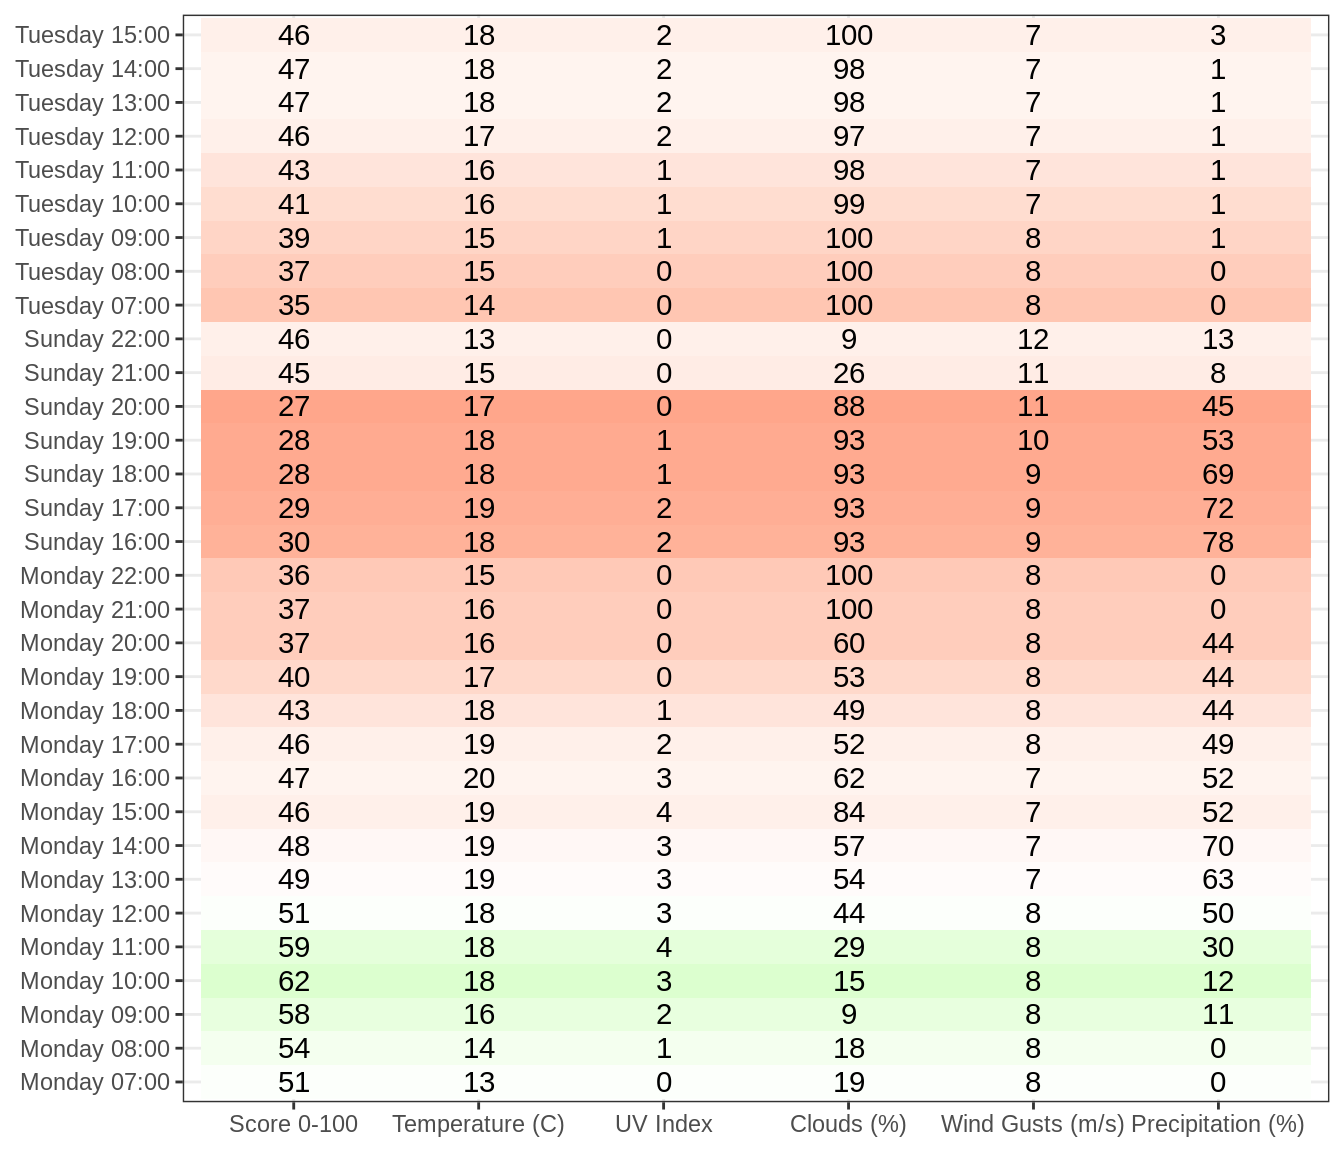 Tuesday 15:00 46 18 2 100 7 3
Tuesday 14:00 47 18 2 98 7 1
Tuesday 13:00 47 18 2 98 7 1
Tuesday 12:00 46 17 2 97 7 1
Tuesday 11:00 43 16 1 98 7 1
Tuesday 10:00 41 16 1 99 7 1
Tuesday 09:00 39 15 1 100 8 1
Tuesday 08:00 37 15 0 100 8 0
Tuesday 07:00 35 14 0 100 8 0
Sunday 22:00 46 13 0 9 12 13
Sunday 21:00 45 15 0 26 11 8
Sunday 20:00 27 17 0 88 11 45
Sunday 19:00 28 18 1 93 10 53
Sunday 18:00 28 18 1 93 9 69
Sunday 17:00 29 19 2 93 9 72
Sunday 16:00 30 18 2 93 9 78
Monday 22:00 36 15 0 100 8 0
Monday 21:00 37 16 0 100 8 0
Monday 20:00 37 16 0 60 8 44
Monday 19:00 40 17 0 53 8 44
Monday 18:00 43 18 1 49 8 44
Monday 17:00 46 19 2 52 8 49
Monday 16:00 47 20 3 62 7 52
Monday 15:00 46 19 4 84 7 52
Monday 14:00 48 19 3 57 7 70
Monday 13:00 49 19 3 54 7 63
Monday 12:00 51 18 3 44 8 50
Monday 11:00 59 18 4 29 8 30
Monday 10:00 62 18 3 15 8 12
Monday 09:00 58 16 2 9 8 11
Monday 08:00 54 14 1 18 8 0
Monday 07:00 51 13 0 19 8 0
Score 0-100 Temperature (C) UV Index Clouds (%) Wind Gusts (m/s) Precipitation (%)